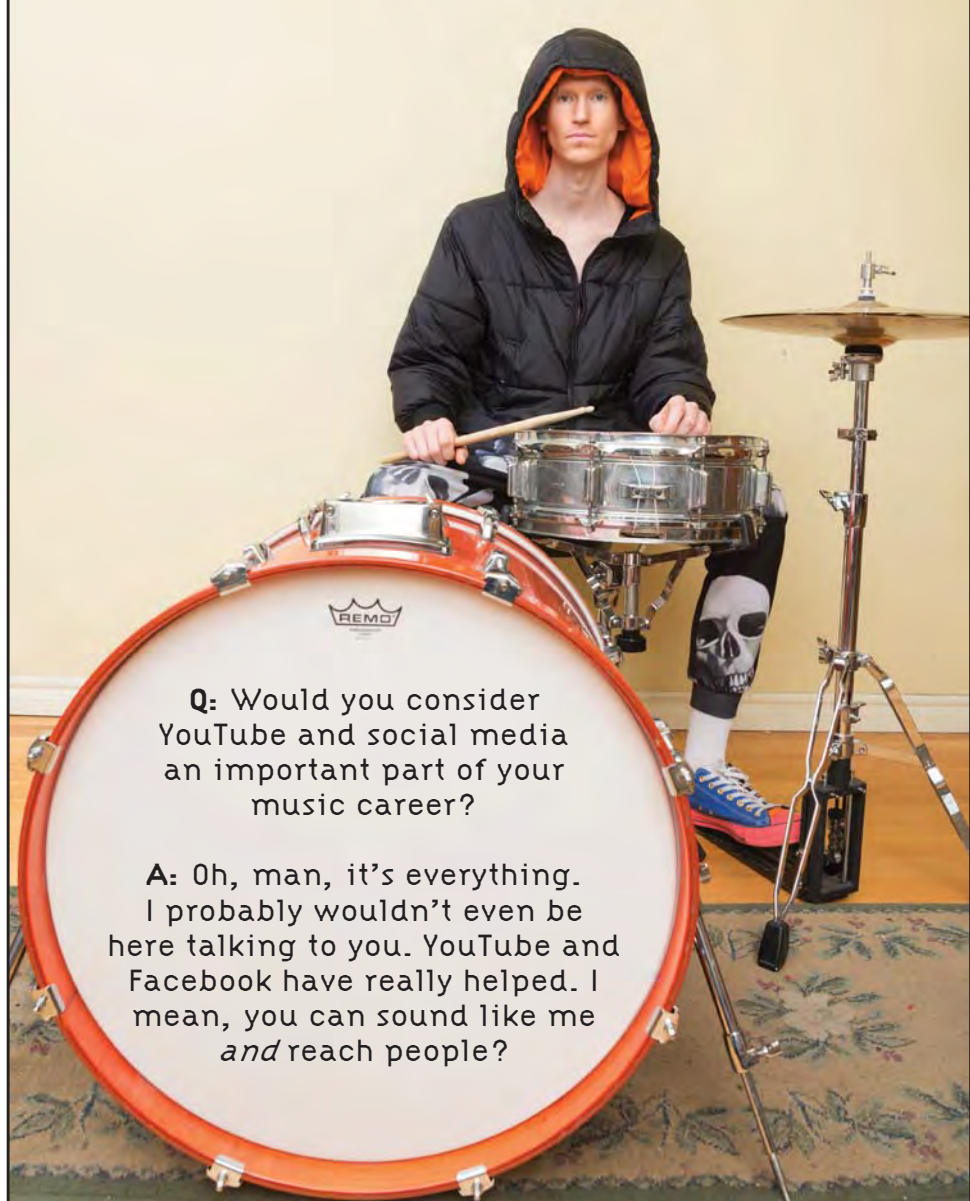 REMO
Q: Would you consider
YouTube and social media
an important part of your
music career?
A: Oh, man, it's everything.
I probably wouldn't even be
here talking to you. YouTube and
Facebook have really helped. I
mean, you can sound like me
and reach people?